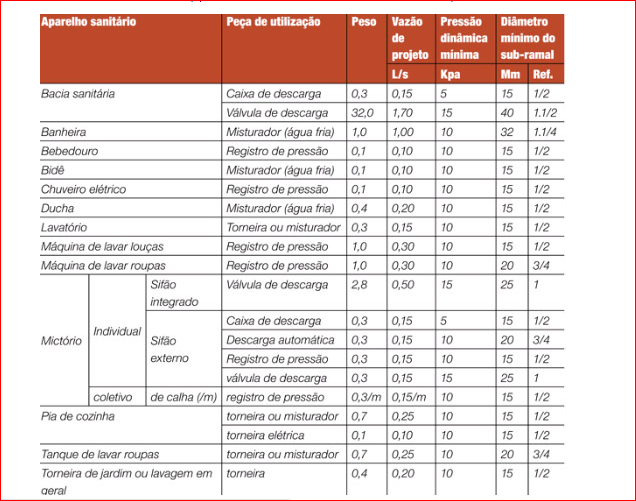 Aparelho sanitário Peça de utilização Peso Vazão de projeto Pressão dinâmica mínima Diâmetro mínimo do sub-ramal
L/s Kpa Mm Ref.
Bacia sanitária Caixa de descarga 0,3 0,15 5 15 1/2
Válvula de descarga 32,0 1,70 15 40 1.1/2
Banheira Misturador (água fria) 1,0 1,00 10 32 1.1/4
Bebedouro Registro de pressão 0,1 0,10 10 15 1/2
Bidê Misturador (água fria) 0,1 0,10 10 15 1/2
Chuveiro elétrico Registro de pressão 0,1 0,10 10 15 1/2
Ducha Misturador (água fria) 0,4 0,20 10 15 1/2
Lavatório Torneira ou misturador 0,3 0,15 10 15 1/2
Máquina de lavar louças Registro de pressão 1,0 0,30 10 15 1/2
Máquina de lavar roupas Registro de pressão 1,0 0,30 10 20 3/4
Mictório Individual Sifão integrado Válvula de descarga 2,8 0,50 15 25 1
Sifão externo Caixa de descarga 0,3 0,15 5 15 1/2
Descarga automática 0,3 0,15 10 20 3/4
Registro de pressão 0,3 0,15 10 15 1/2
válvula de descarga 0,3 0,15 15 25 1
coletivo de calha (/m) registro de pressão 0,3/m 0,15/m 10 15 1/2
Pia de cozinha torneira ou misturador 0,7 0,25 10 15 1/2
torneira elétrica 0,1 0,10 10 15 1/2
Tanque de lavar roupas torneira ou misturador 0,7 0,25 10 20 3/4
Torneira de jardim ou lavagem em geral torneira 0,4 0,20 10 15 1/2